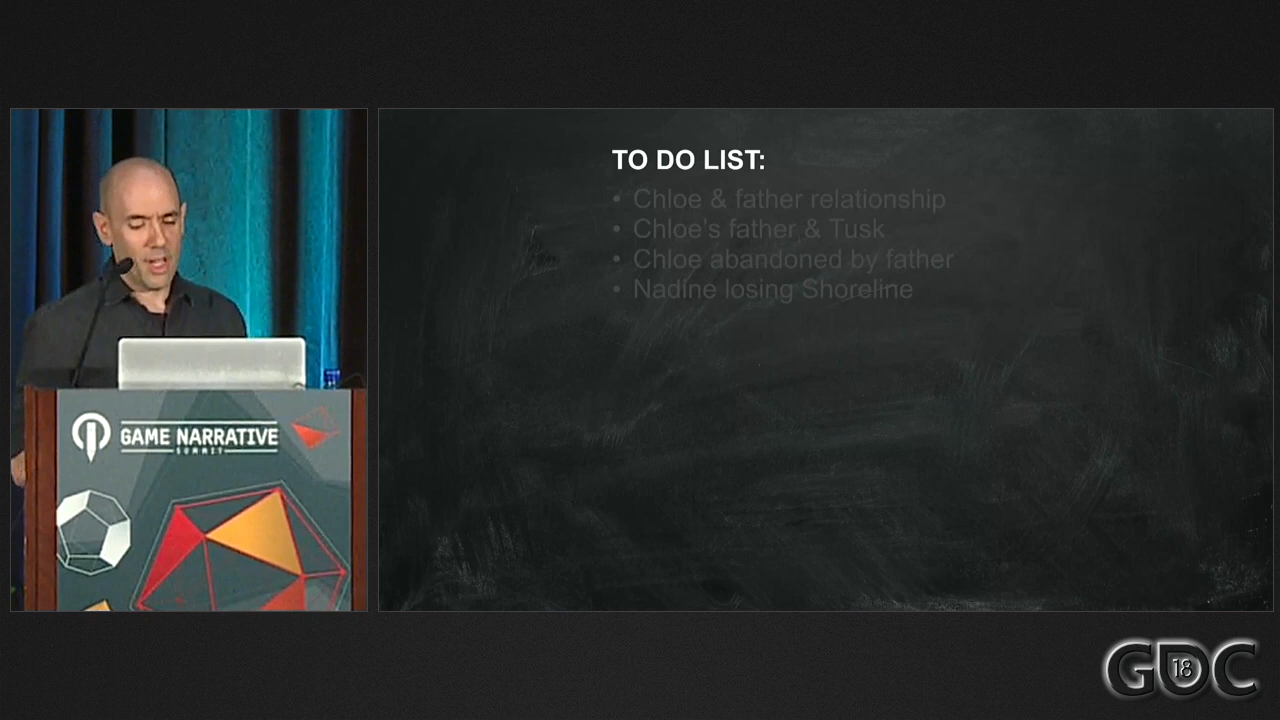 TO DO LIST:
• Chloe & father relationship
• Chloe's father & Tusk
• Chloe abandoned by father
• Nadine losing Shoreline
GAME NARRATIVE
SUMMIT
GDC
18